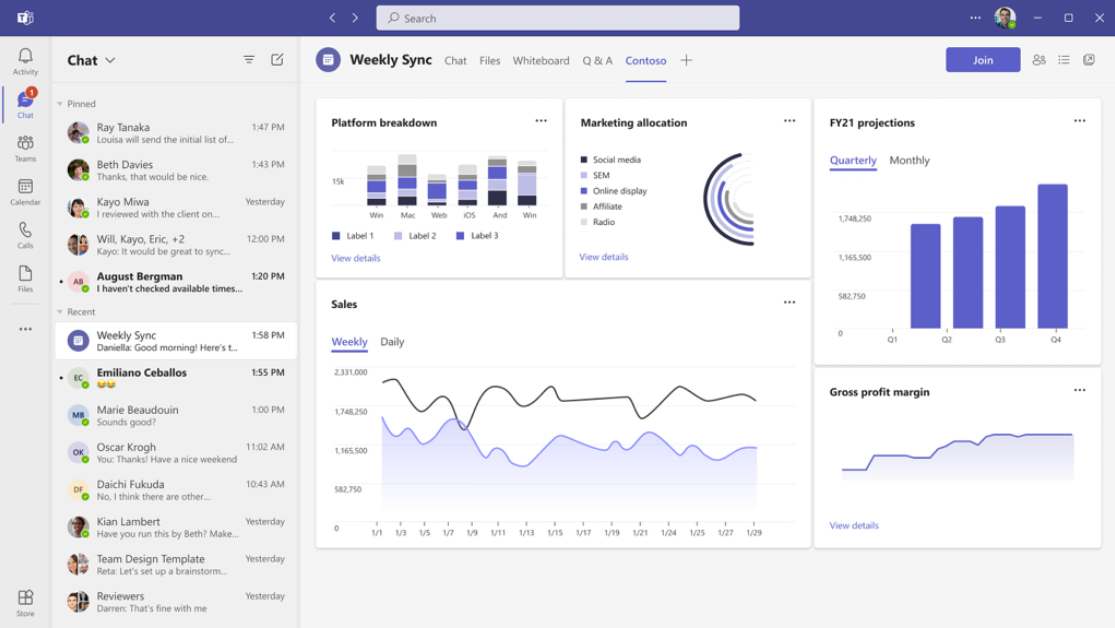 Search
Activity
1
Chat
Teams
Calendar
Calls
Files
Store
Chat
Pinned
Ray Tanaka 1:47 PM
Louisa will send the initial list of...
Beth Davies 1:43 PM
Thanks, that would be nice.
Kayo Miwa Yesterday
I reviewed with the client on...
Will, Kayo, Eric, +2 12:00 PM
Kayo: It would be great to sync...
AB August Bergman 1:20 PM
I haven't checked available times...
Recent
Weekly Sync 1:58 PM
Daniella: Good morning! Here's t...
EC Emiliano Ceballos 1:55 PM
MB Marie Beaudouin 1:00 PM
Sounds good?
OK Oscar Krogh 11:02 AM
You: Thanks! Have a nice weekend
DF Daichi Fukuda 10:43 AM
No, I think there are other...
Kian Lambert Yesterday
Have you run this by Beth? Make...
Team Design Template Yesterday
Reta: Let's set up a brainstorm...
Reviewers Yesterday
Darren: That's fine with me
Weekly Sync Chat Files Whiteboard Q & A Contoso Join
Platform breakdown
15k
Win Mac Web iOS And Win
Label 1 Label 2 Label 3
View details
Marketing allocation
Social media
SEM
Online display
Affiliate
Radio
View details
FY21 projections
Quarterly Monthly
1,748,250
1,165,500
582,750
0
Q1 Q2 Q3 Q4
Sales
Weekly Daily
2,331,000
1,748,250
1,165,500
582,750
0
1/1 1/3 1/5 1/7 1/9 1/11 1/13 1/15 1/17 1/19 1/21 1/23 1/25 1/27 1/29
Gross profit margin
View details